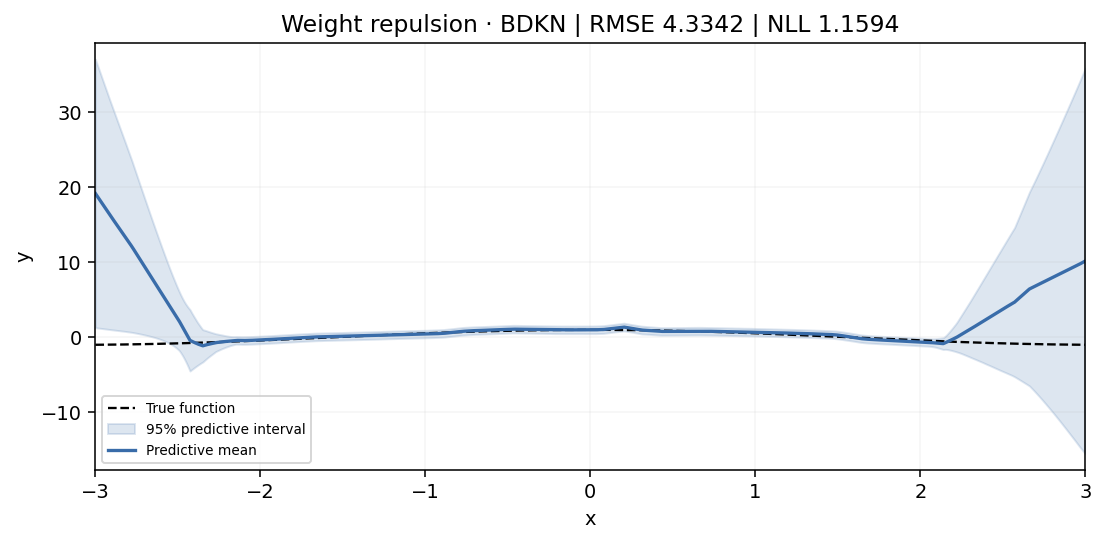 Weight repulsion · BDKN | RMSE 4.3342 | NLL 1.1594
30
20
10
0
−10
y
True function
95% predictive interval
Predictive mean
−3 −2 −1 0 1 2 3
x